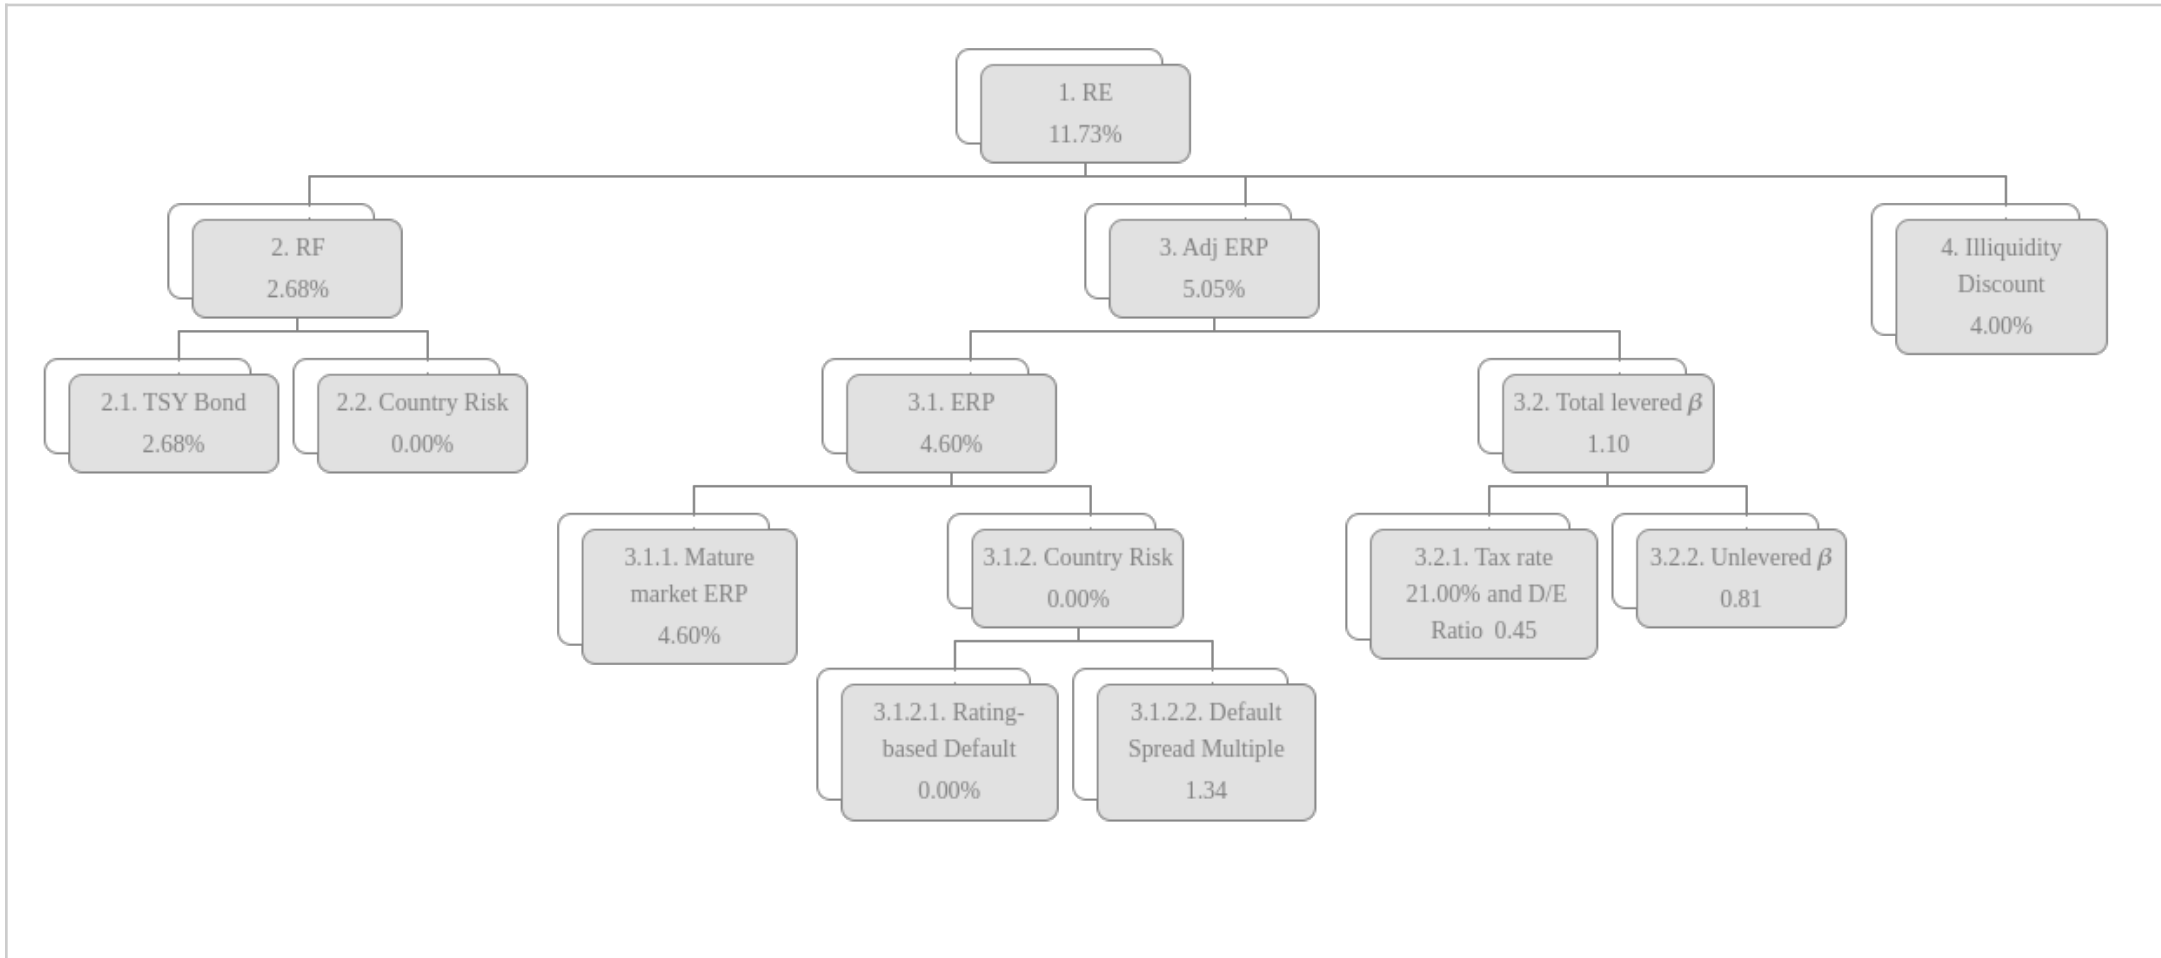 1. RE
11.73%
2. RF
2.68%
3. Adj ERP
5.05%
4. Illiquidity
Discount
4.00%
2.1. TSY Bond
2.68%
2.2. Country Risk
0.00%
3.1. ERP
4.60%
3.2. Total levered β
1.10
3.1.1. Mature
market ERP
4.60%
3.1.2. Country Risk
0.00%
3.2.1. Tax rate
21.00% and D/E
Ratio 0.45
3.2.2. Unlevered β
0.81
3.1.2.1. Rating-
based Default
0.00%
3.1.2.2. Default
Spread Multiple
1.34